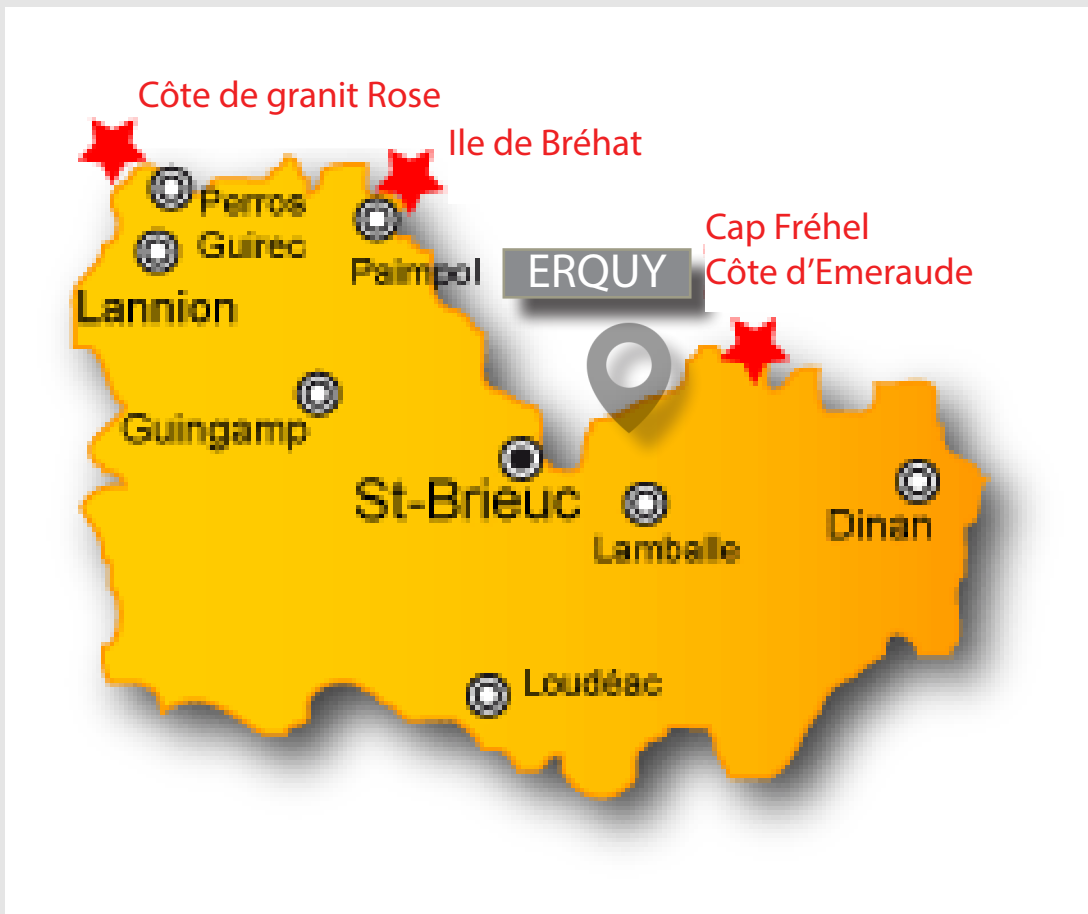 Côte de granit Rose
Ile de Bréhat
Perros
Guirec
Cap Fréhel
Côte d'Emeraude
Paimpol
ERQUY
Lannion
Guingamp
St-Brieuc
Lamballe
Dinan
Loudéac